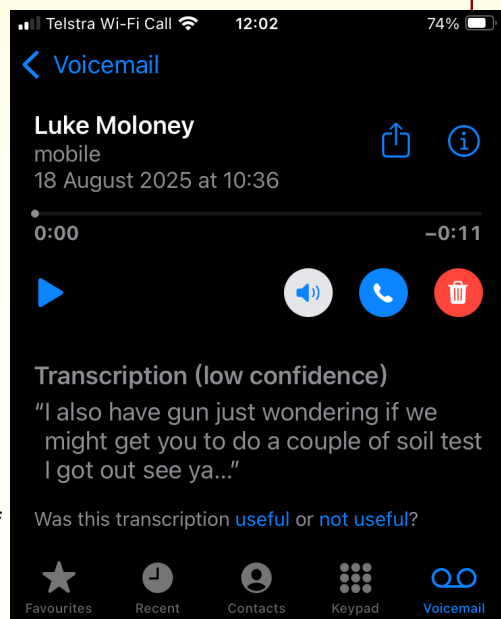 Telstra Wi-Fi Call 12:02 74%
Voicemail
Luke Moloney
mobile
18 August 2025 at 10:36
0:00 −0:11
Transcription (low confidence)
“I also have gun just wondering if we
might get you to do a couple of soil test
I got out see ya...”
Was this transcription useful or not useful?
Favourites Recent Contacts Keypad Voicemail